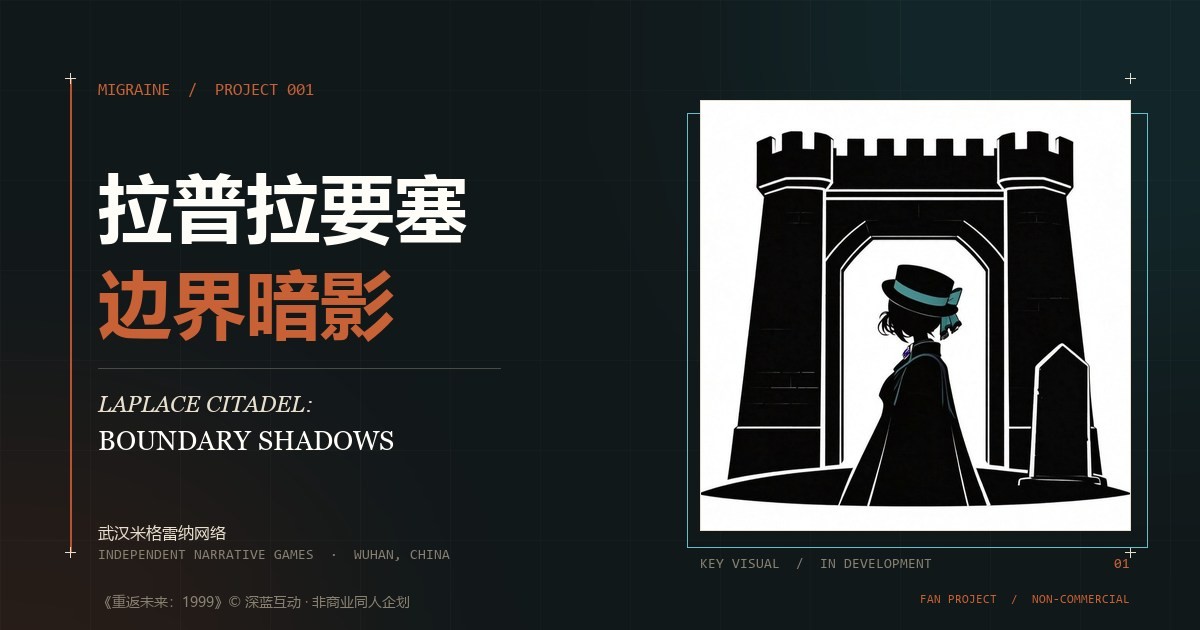 MIGRAINE / PROJECT 001
拉普拉要塞
边界暗影
LAPLACE CITADEL:
BOUNDARY SHADOWS
武汉米格雷纳网络
INDEPENDENT NARRATIVE GAMES · WUHAN, CHINA
《重返未来：1999》© 深蓝互动 · 非商业同人企划
KEY VISUAL / IN DEVELOPMENT
01
FAN PROJECT / NON-COMMERCIAL